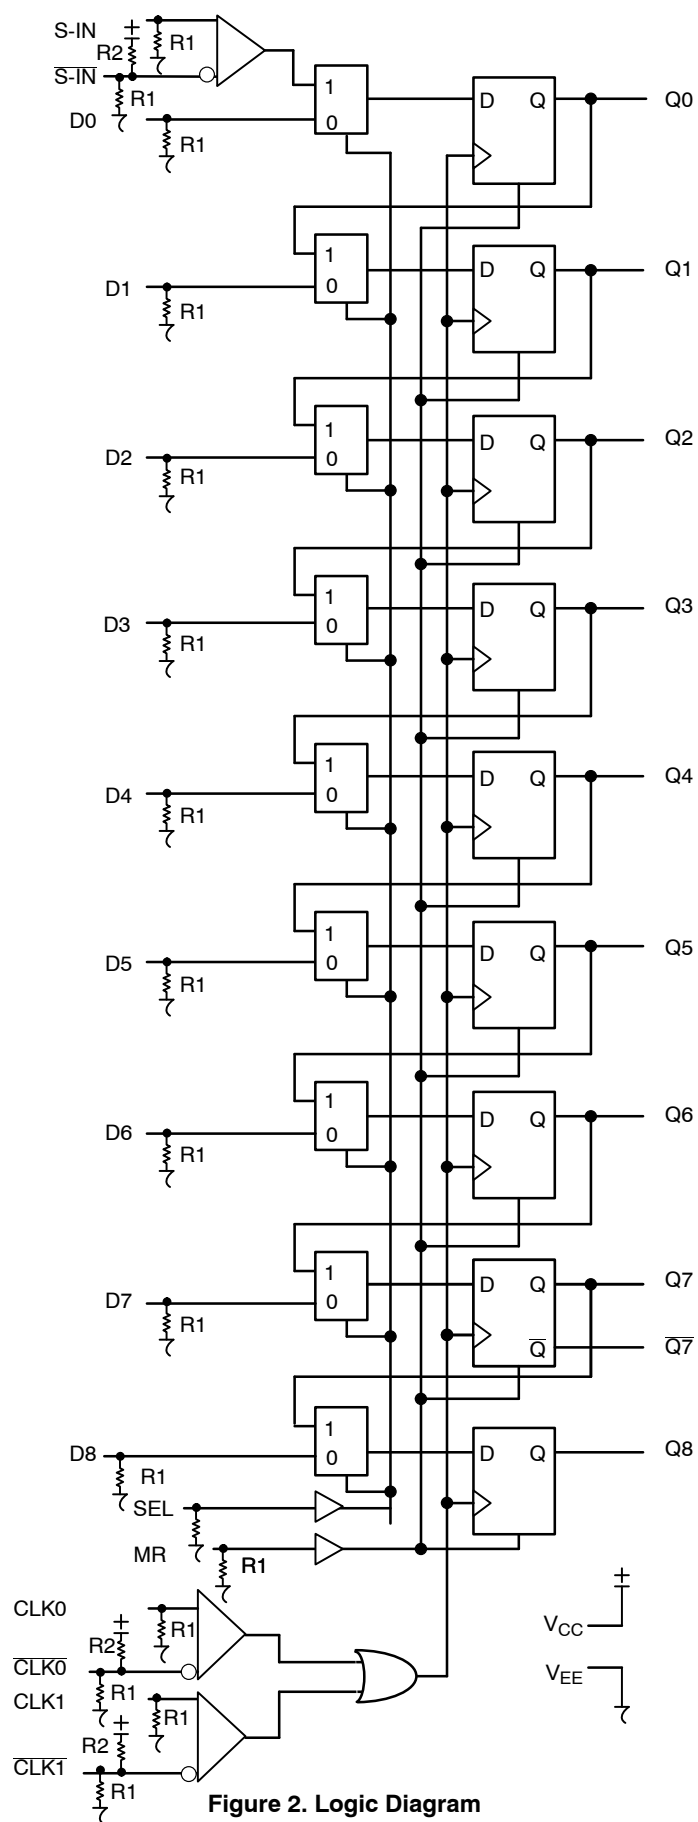 S-IN
R2
R1
S-IN
R1
D0
R1
1
0
D Q
Q0
1
0
D Q
Q1
D1
R1
1
0
D Q
Q2
D2
R1
1
0
D Q
Q3
D3
R1
1
0
D Q
Q4
D4
R1
1
0
D Q
Q5
D5
R1
1
0
D Q
Q6
D6
R1
1
0
D Q
Q7
D7
R1
Q
Q7
1
0
D Q
Q8
D8
R1
SEL
MR
R1
CLK0
R1
R2
CLK0
R1
CLK1
R1
R2
CLK1
R1
VCC
VEE
Figure 2. Logic Diagram